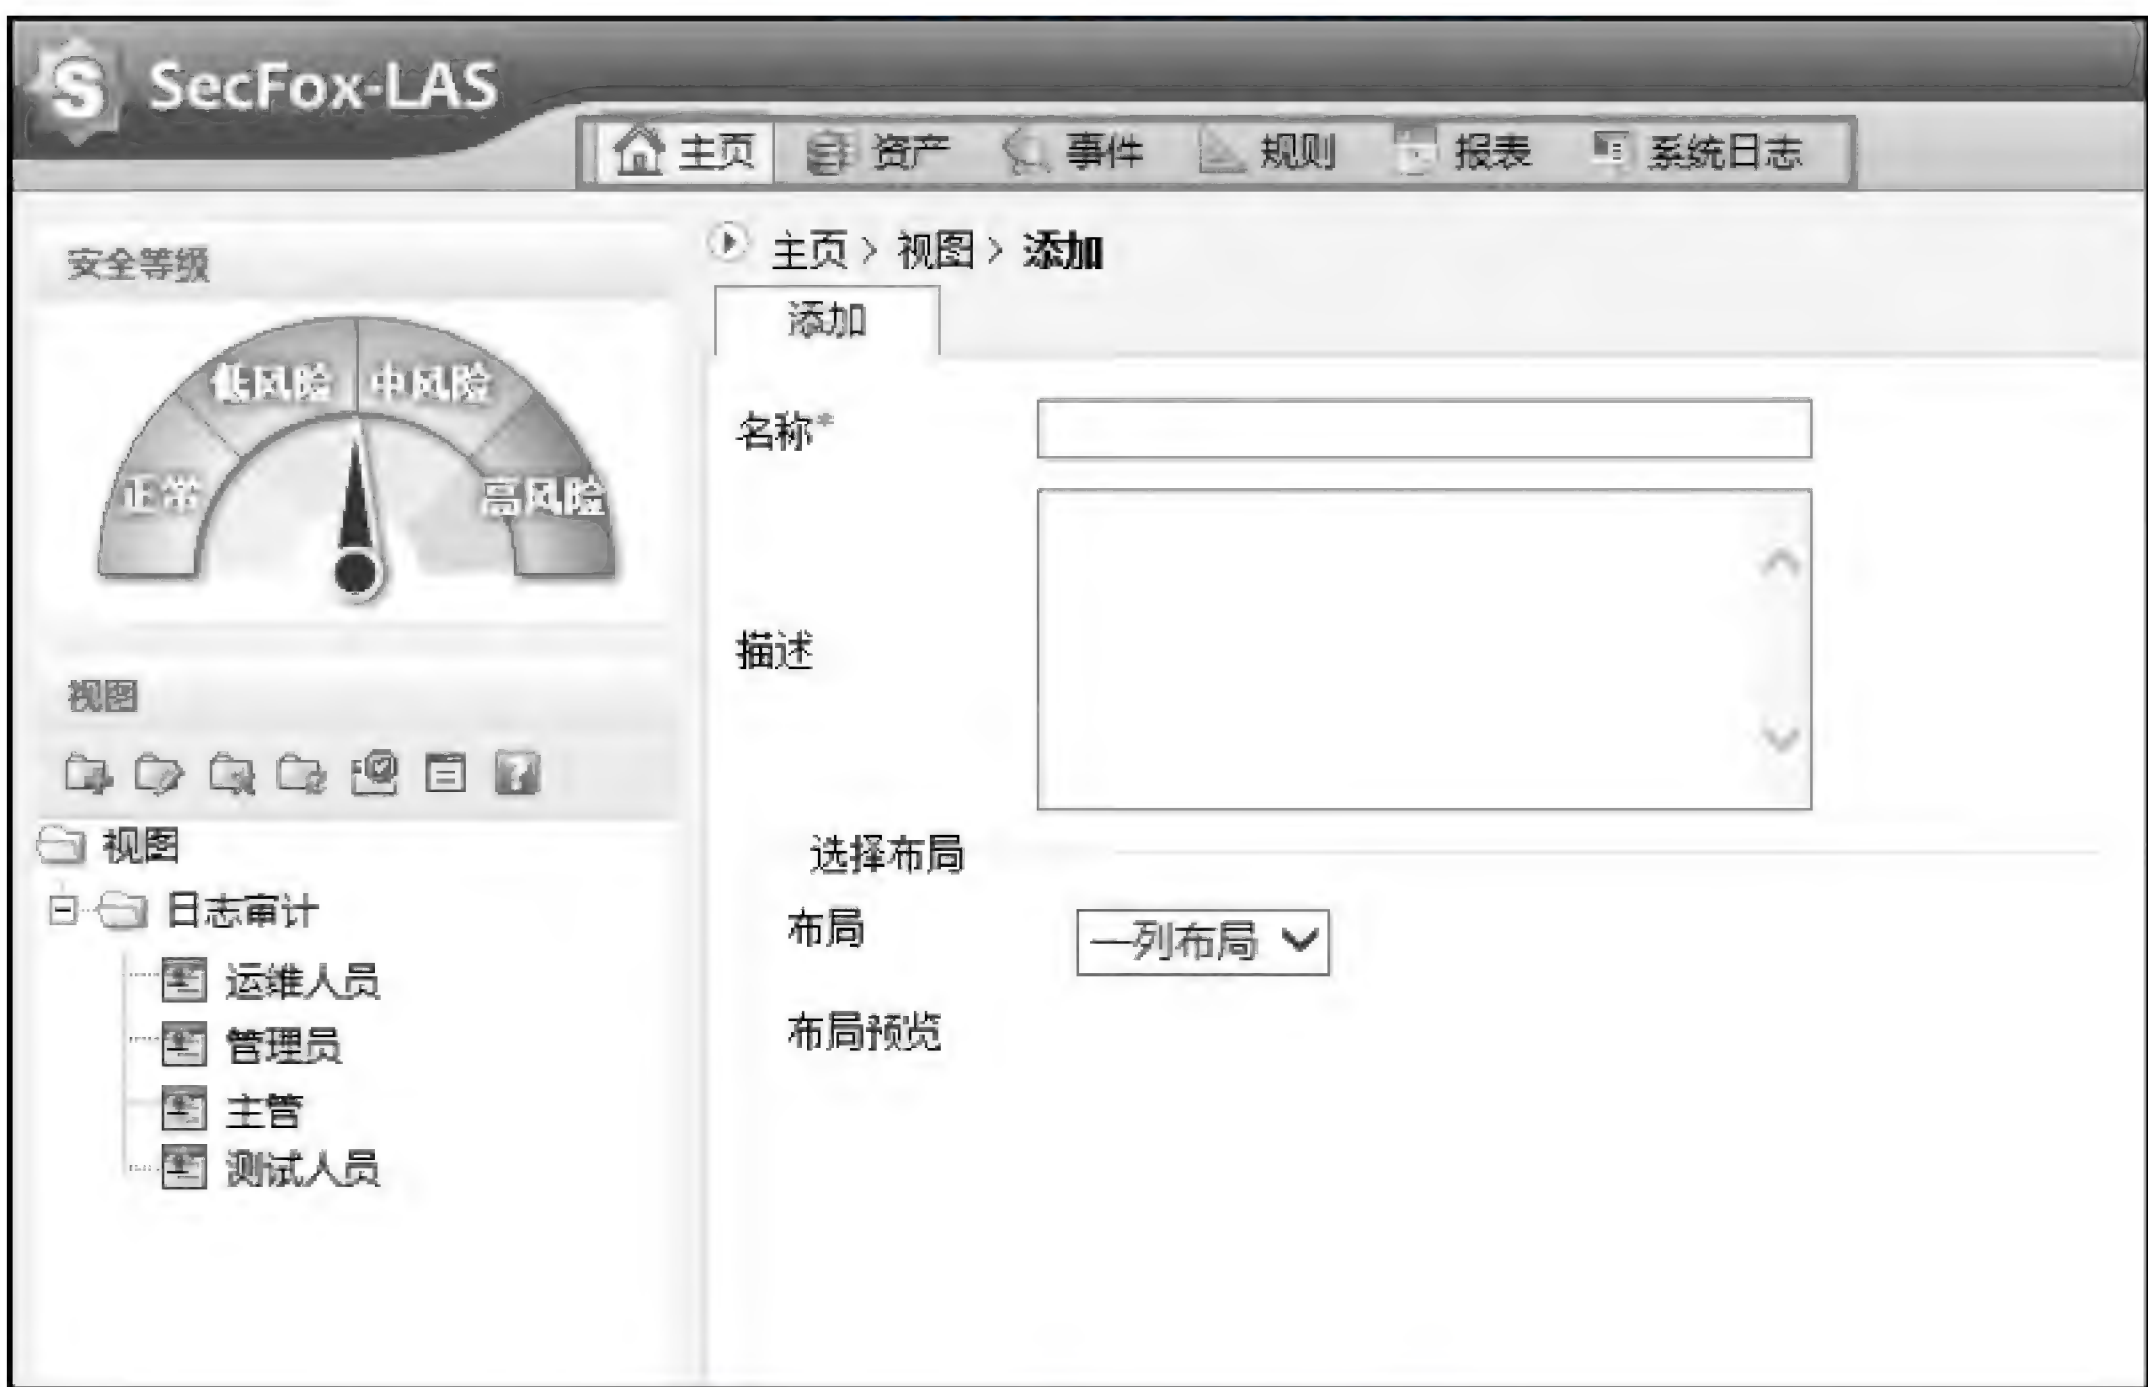 SecFox-LAS
主页 资产 事件 规则 报表 系统日志
安全等级
低风险 中风险
正常 高风险
视图
视图
日志审计
运维人员
管理员
主管
测试人员
主页 > 视图 > 添加
添加
名称*
描述
选择布局
布局 一列布局
布局预览